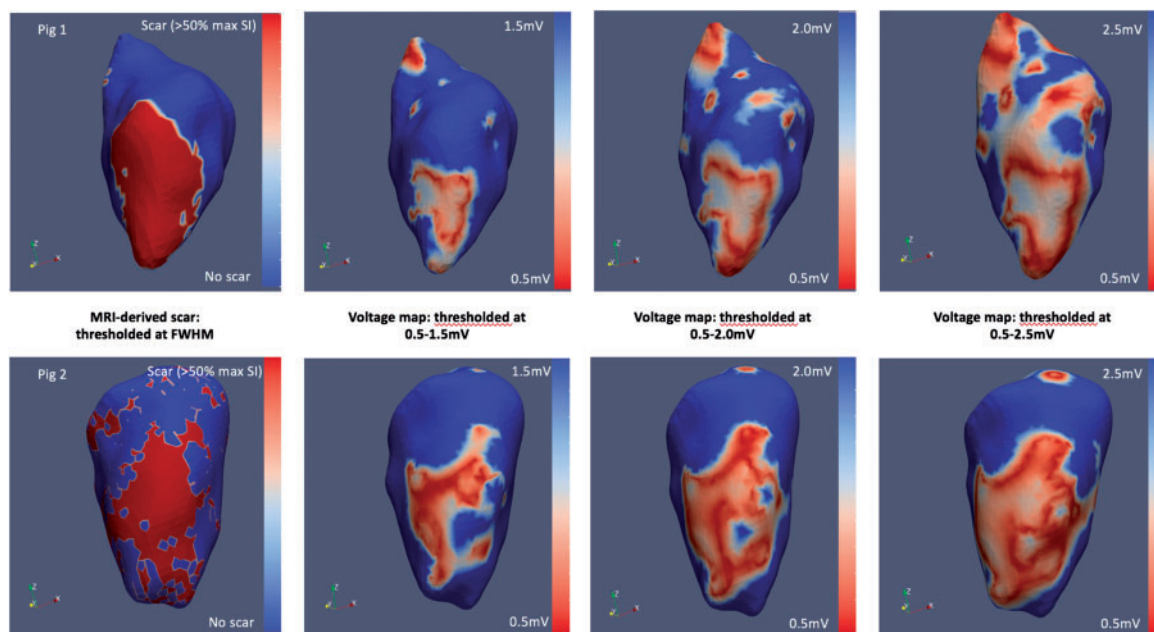 Pig 1
Scar (>50% max SI)
No scar
1.5mV
0.5mV
2.0mV
0.5mV
2.5mV
0.5mV
MRI-derived scar:
thresholded at FWHM
Voltage map: thresholded at
0.5-1.5mV
Voltage map: thresholded at
0.5-2.0mV
Voltage map: thresholded at
0.5-2.5mV
Pig 2
Scar (>50% max SI)
No scar
1.5mV
0.5mV
2.0mV
0.5mV
2.5mV
0.5mV